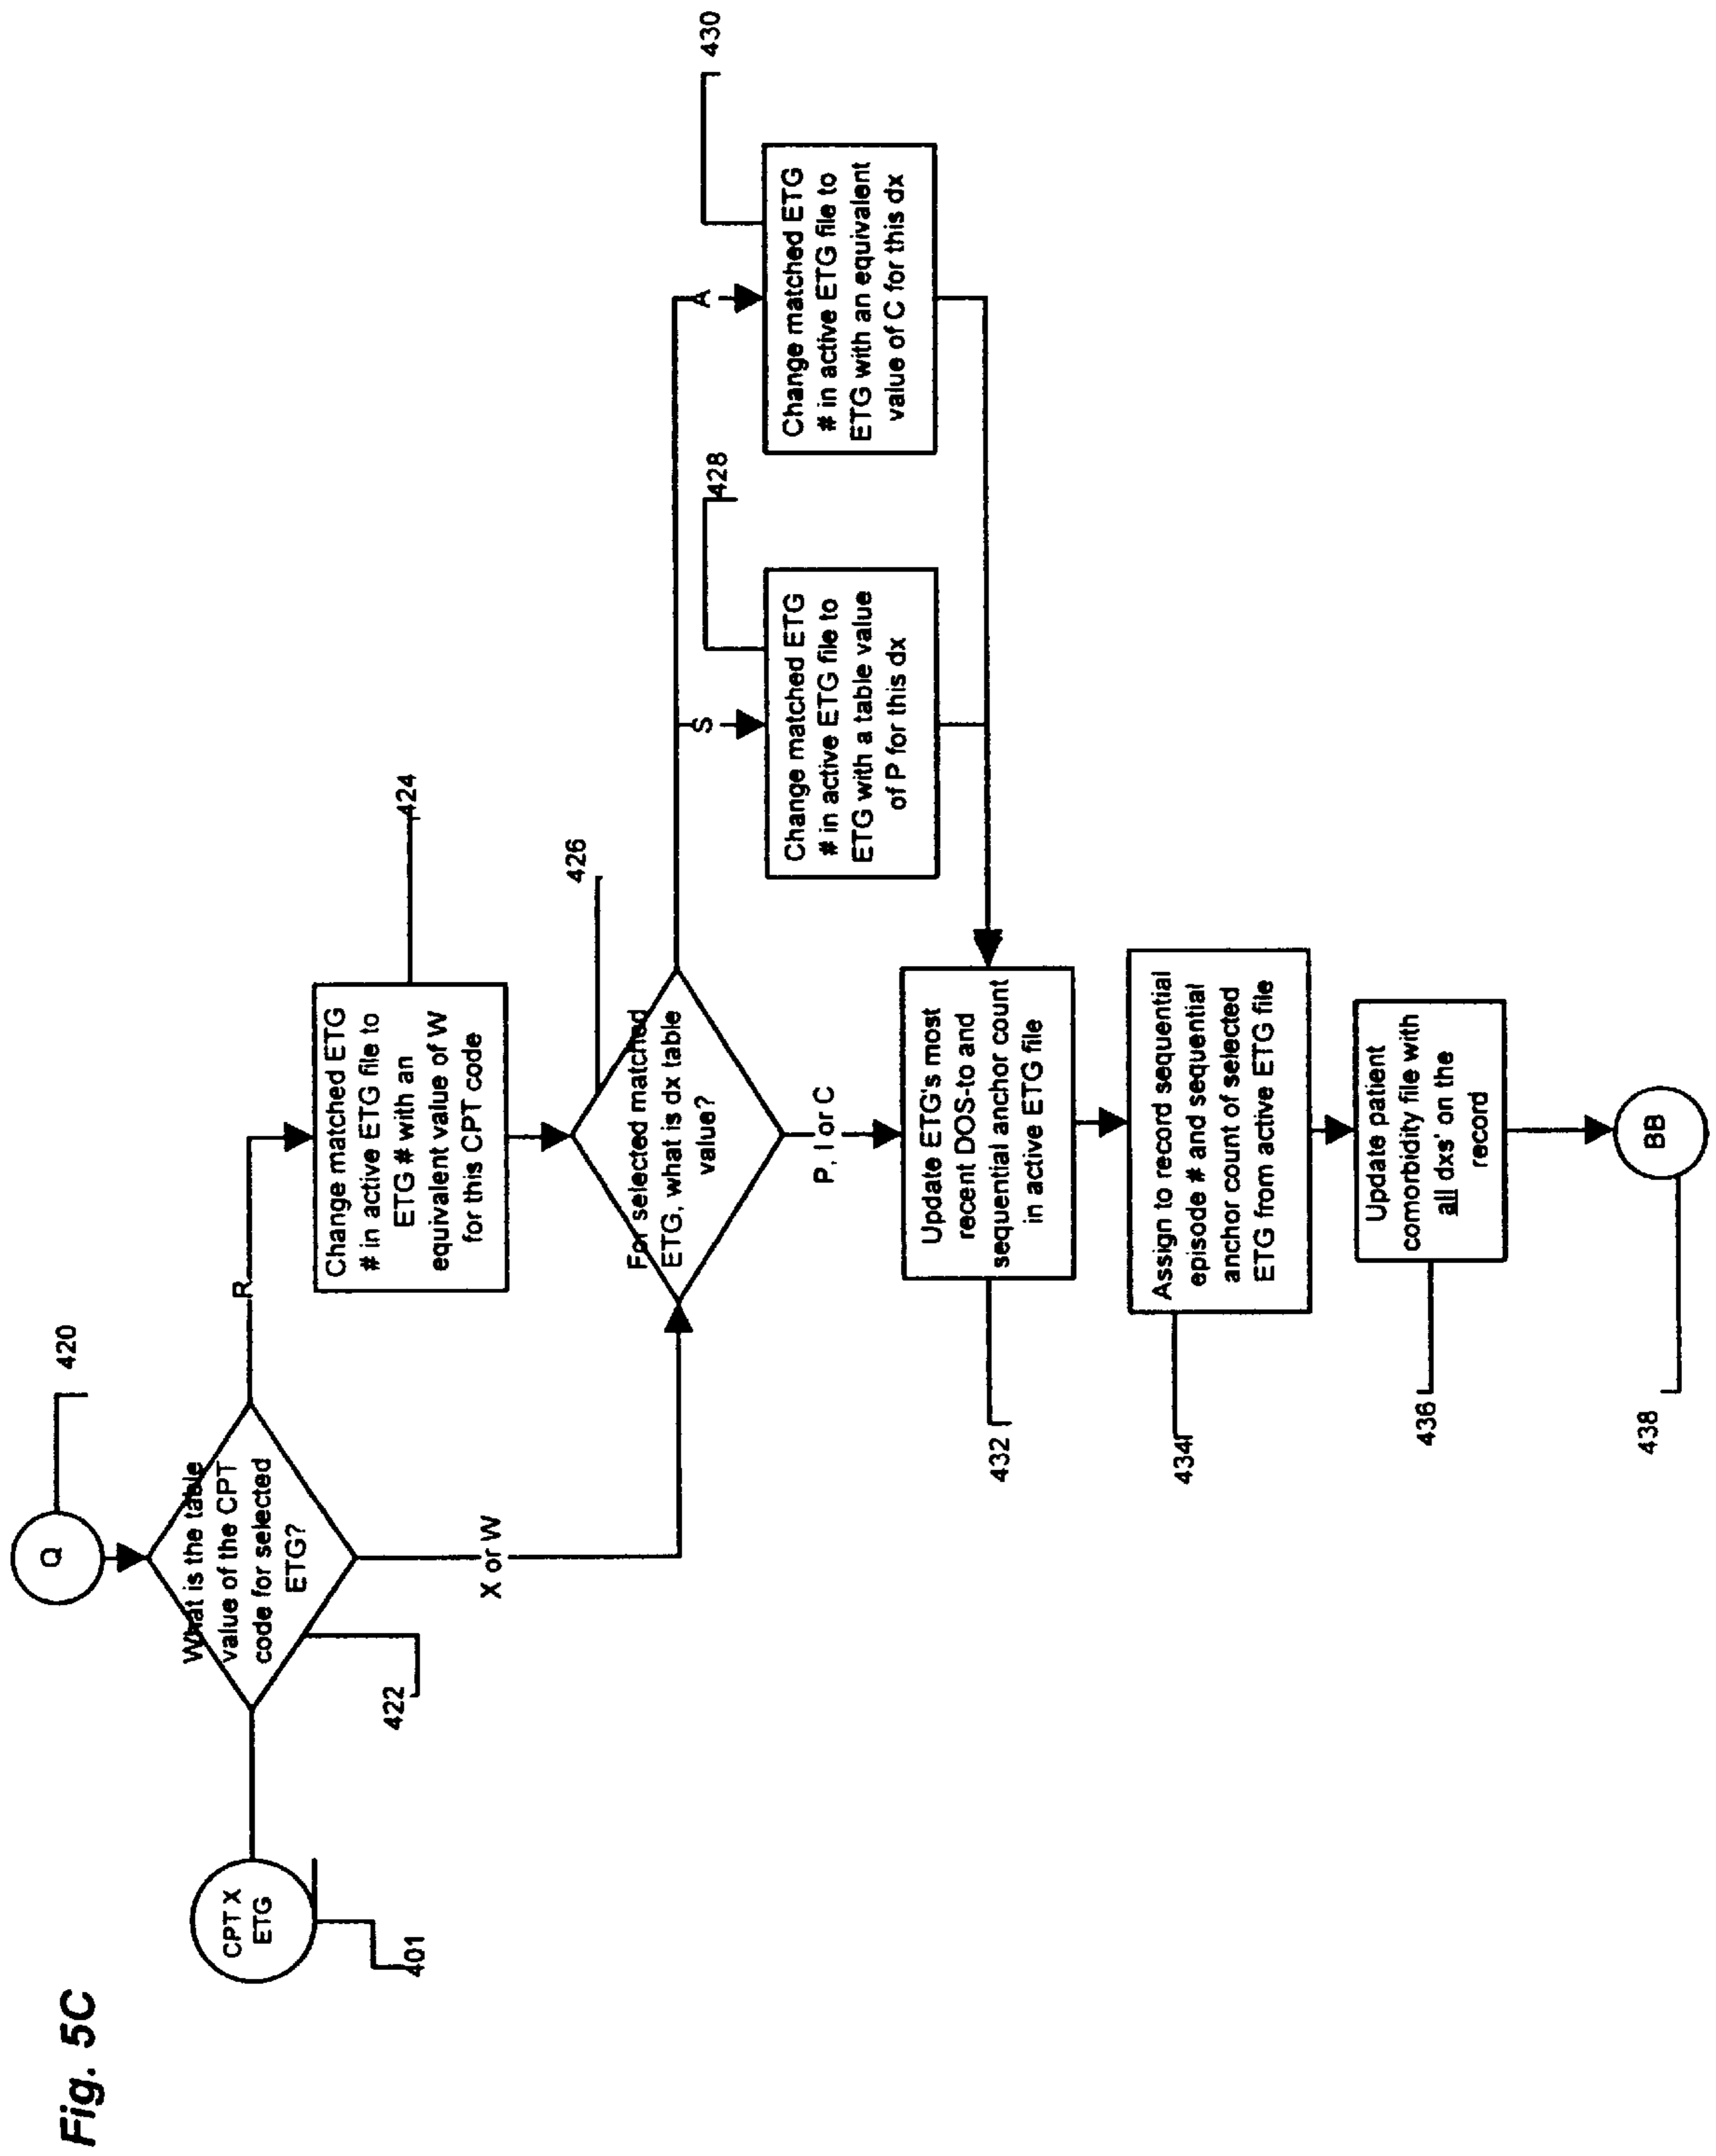 Fig. 5C
Q
420
What is the table
value of the CPT
code for selected
ETG?
422
CPT X
ETG
401
R
X or W
Change matched ETG
# in active ETG file to
ETG # with an
equivalent value of W
for this CPT code
424
For selected matched
ETG, what is dx table
value?
426
S
A
P, I or C
Change matched ETG
# in active ETG file to
ETG with a table value
of P for this dx
428
Change matched ETG
# in active ETG file to
ETG with an equivalent
value of C for this dx
430
Update ETG's most
recent DOS-to and
sequential anchor count
in active ETG file
432
Assign to record sequential
episode # and sequential
anchor count of selected
ETG from active ETG file
434
Update patient
comorbidity file with
all dxs' on the
record
436
BB
438